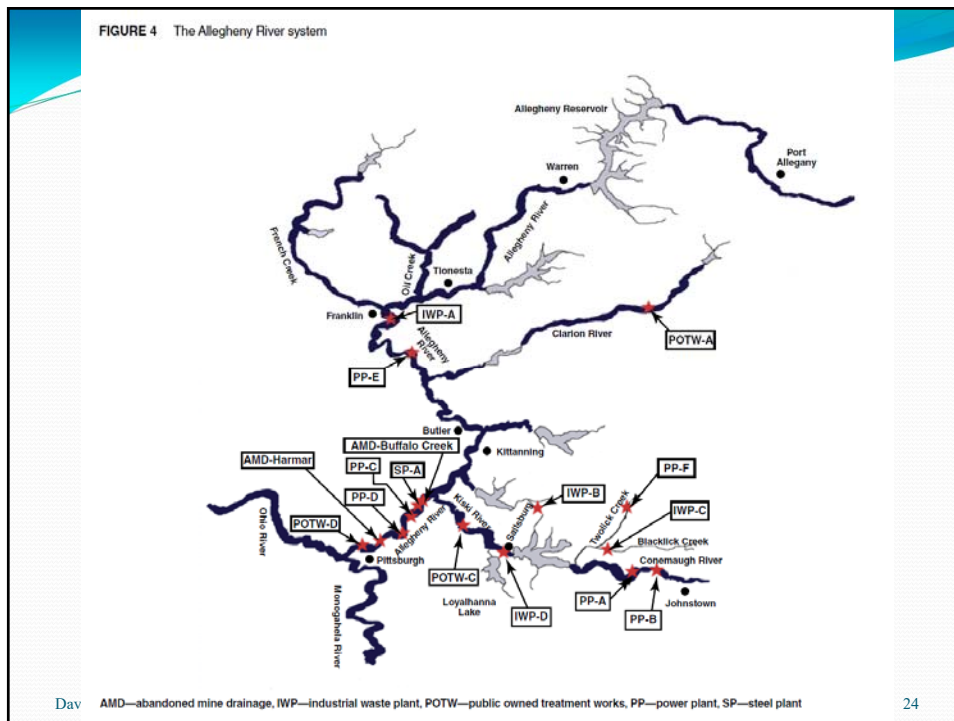 FIGURE 4 The Allegheny River system
Allegheny Reservoir
Port
Allegany
Warren
Allegheny River
French Creek
Oil Creek
Tionesta
Franklin
IWP-A
Clarion River
POTW-A
Allegheny
River
PP-E
Butler
AMD-Buffalo Creek
Kittanning
AMD-Harmar
PP-C
SP-A
PP-F
PP-D
IWP-B
Kiski River
Saltsburg
Twolick Creek
IWP-C
Ohio River
POTW-D
Allegheny River
Blacklick Creek
Pittsburgh
Conemaugh River
POTW-C
Monogahela River
Loyalhanna
Lake
IWP-D
PP-A
PP-B
Johnstown
Dav
AMD—abandoned mine drainage, IWP—industrial waste plant, POTW—public owned treatment works, PP—power plant, SP—steel plant
24